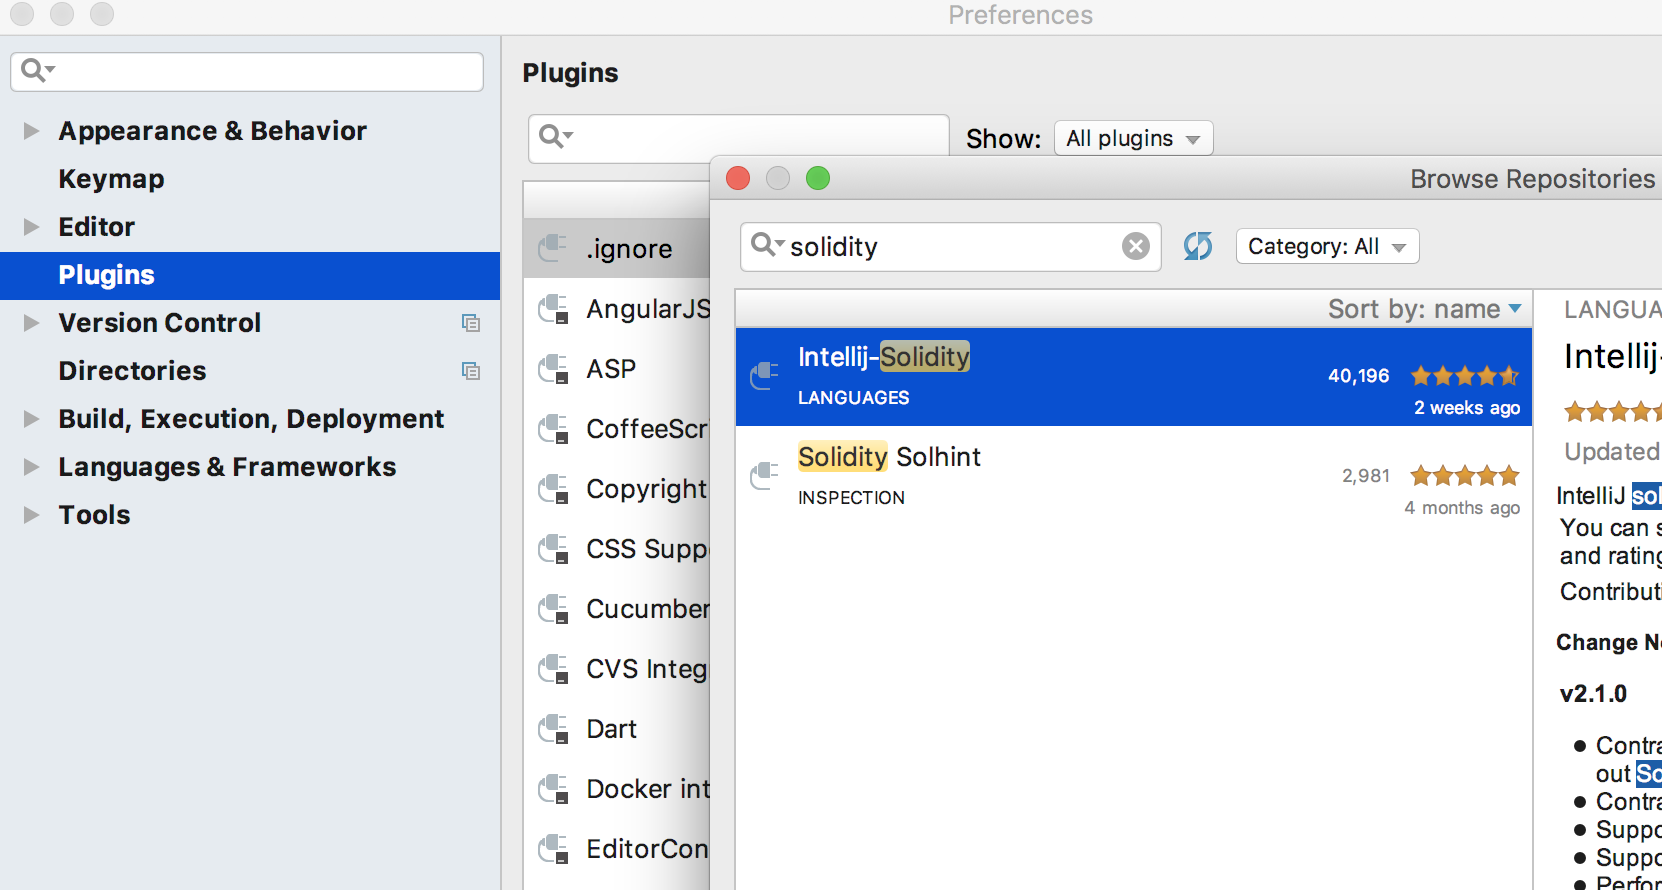 Preferences
Appearance & Behavior
Keymap
Editor
Plugins
Version Control
Directories
Build, Execution, Deployment
Languages & Frameworks
Tools
Plugins
Show: All plugins
.ignore
AngularJS
ASP
CoffeeScri
Copyright
CSS Supp
Cucumber
CVS Integ
Dart
Docker int
EditorCon
Browse Repositories
solidity
Category: All
Sort by: name
Intellij-Solidity
LANGUAGES
40,196
2 weeks ago
Solidity Solhint
INSPECTION
2,981
4 months ago
LANGUA
Intellij-
Updated
IntelliJ sol
You can s
and rating
Contributi
Change No
v2.1.0
Contra
out So
Contra
Suppo
Suppo
Perfor